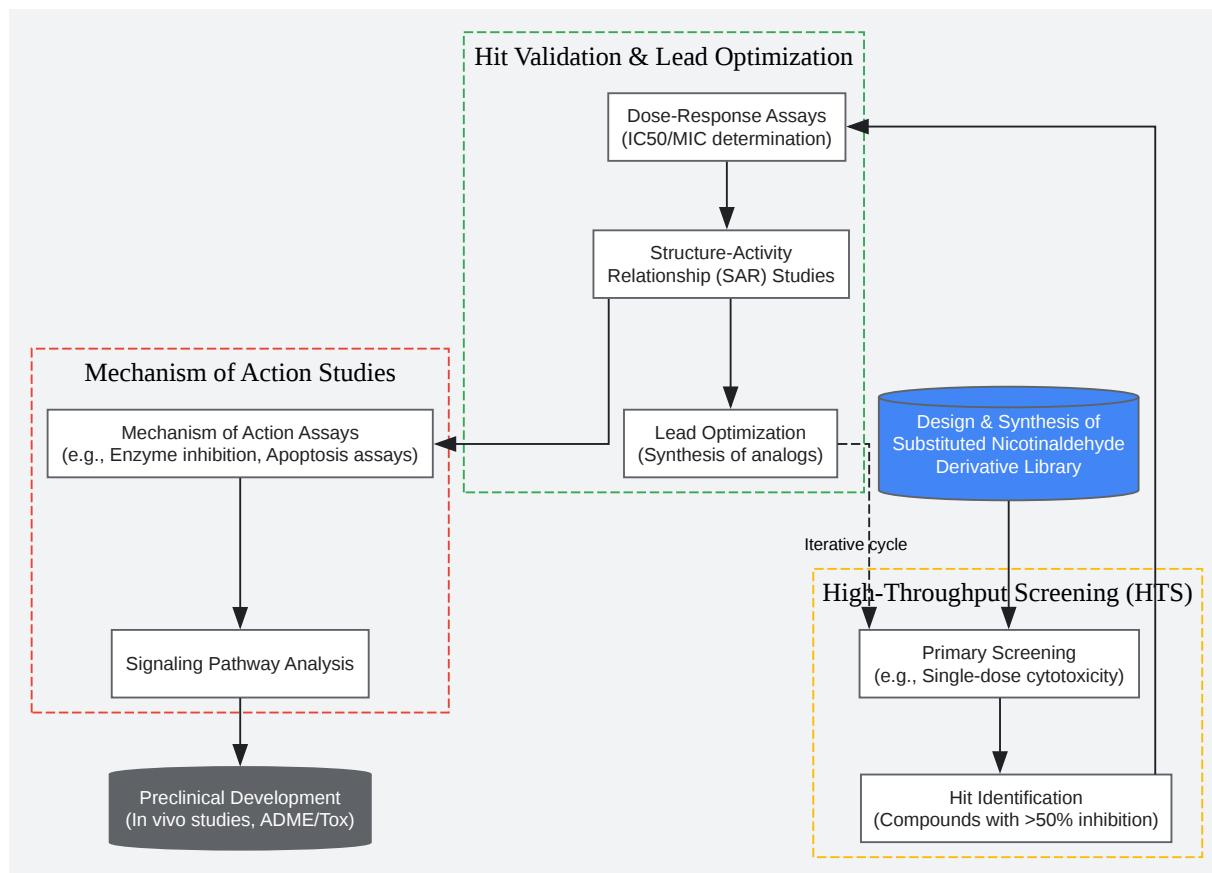 Hit Validation & Lead Optimization
Dose-Response Assays
(IC50/MIC determination)
Structure-Activity
Relationship (SAR) Studies
Lead Optimization
(Synthesis of analogs)
Mechanism of Action Studies
Mechanism of Action Assays
(e.g., Enzyme inhibition, Apoptosis assays)
Signaling Pathway Analysis
Preclinical Development
(In vivo studies, ADME/Tox)
Design & Synthesis of
Substituted Nicotinaldehyde
Derivative Library
Iterative cycle
High-Throughput Screening (HTS)
Primary Screening
(e.g., Single-dose cytotoxicity)
Hit Identification
(Compounds with >50% inhibition)